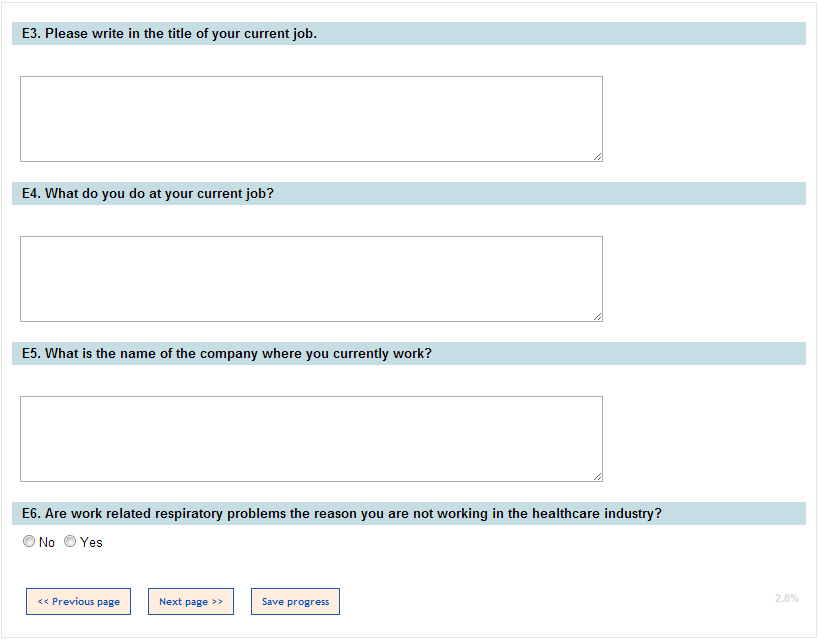 E3. Please write in the title of your current job.
E4. What do you do at your current job?
E5. What is the name of the company where you currently work?
E6. Are work related respiratory problems the reason you are not working in the healthcare industry?
No Yes
<< Previous page Next page >> Save progress 2.8%